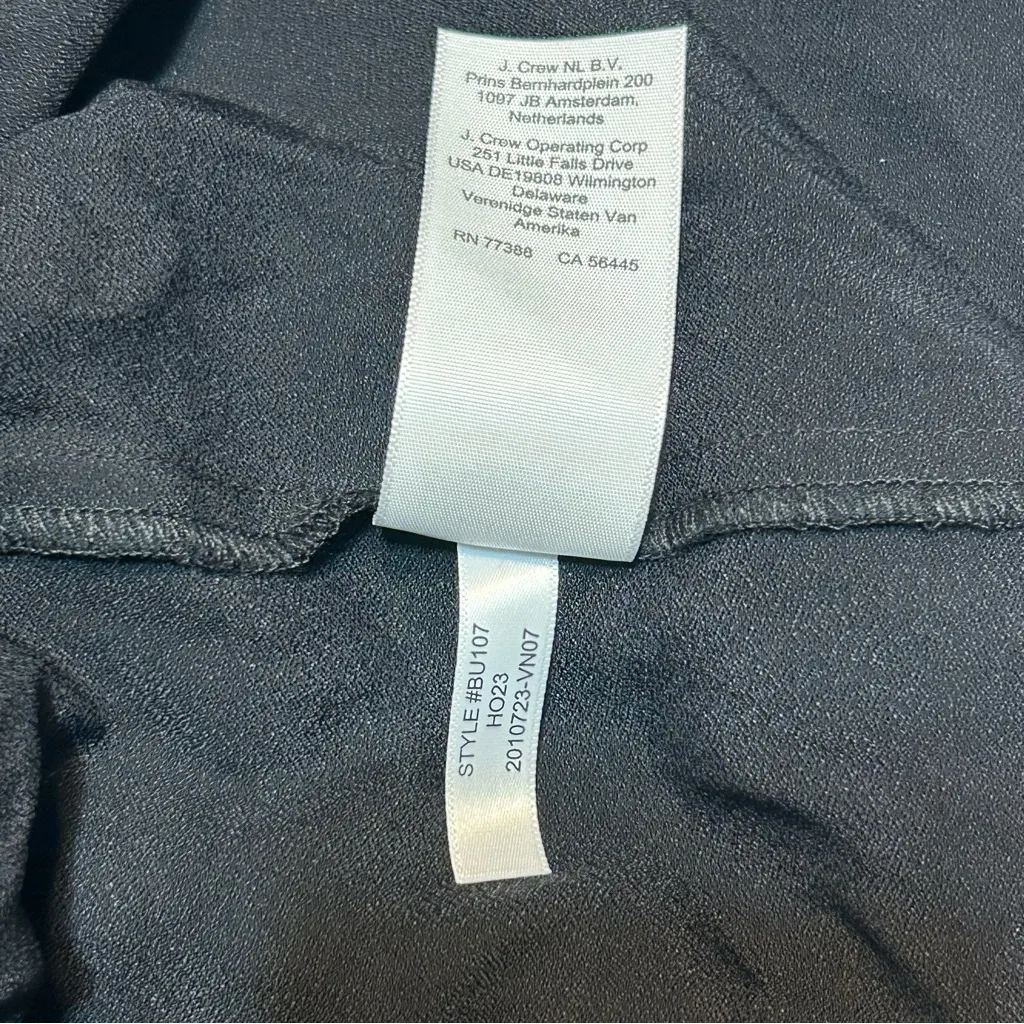 J. Crew NL B.V.
Prins Bernhardplein 200
1097 JB Amsterdam,
Netherlands
J. Crew Operating Corp
251 Little Falls Drive
USA DE19808 Wilmington
Delaware
Verenidge Staten Van
Amerika
RN 77388 CA 56445
STYLE #BU107
HO23
2010723-VN07